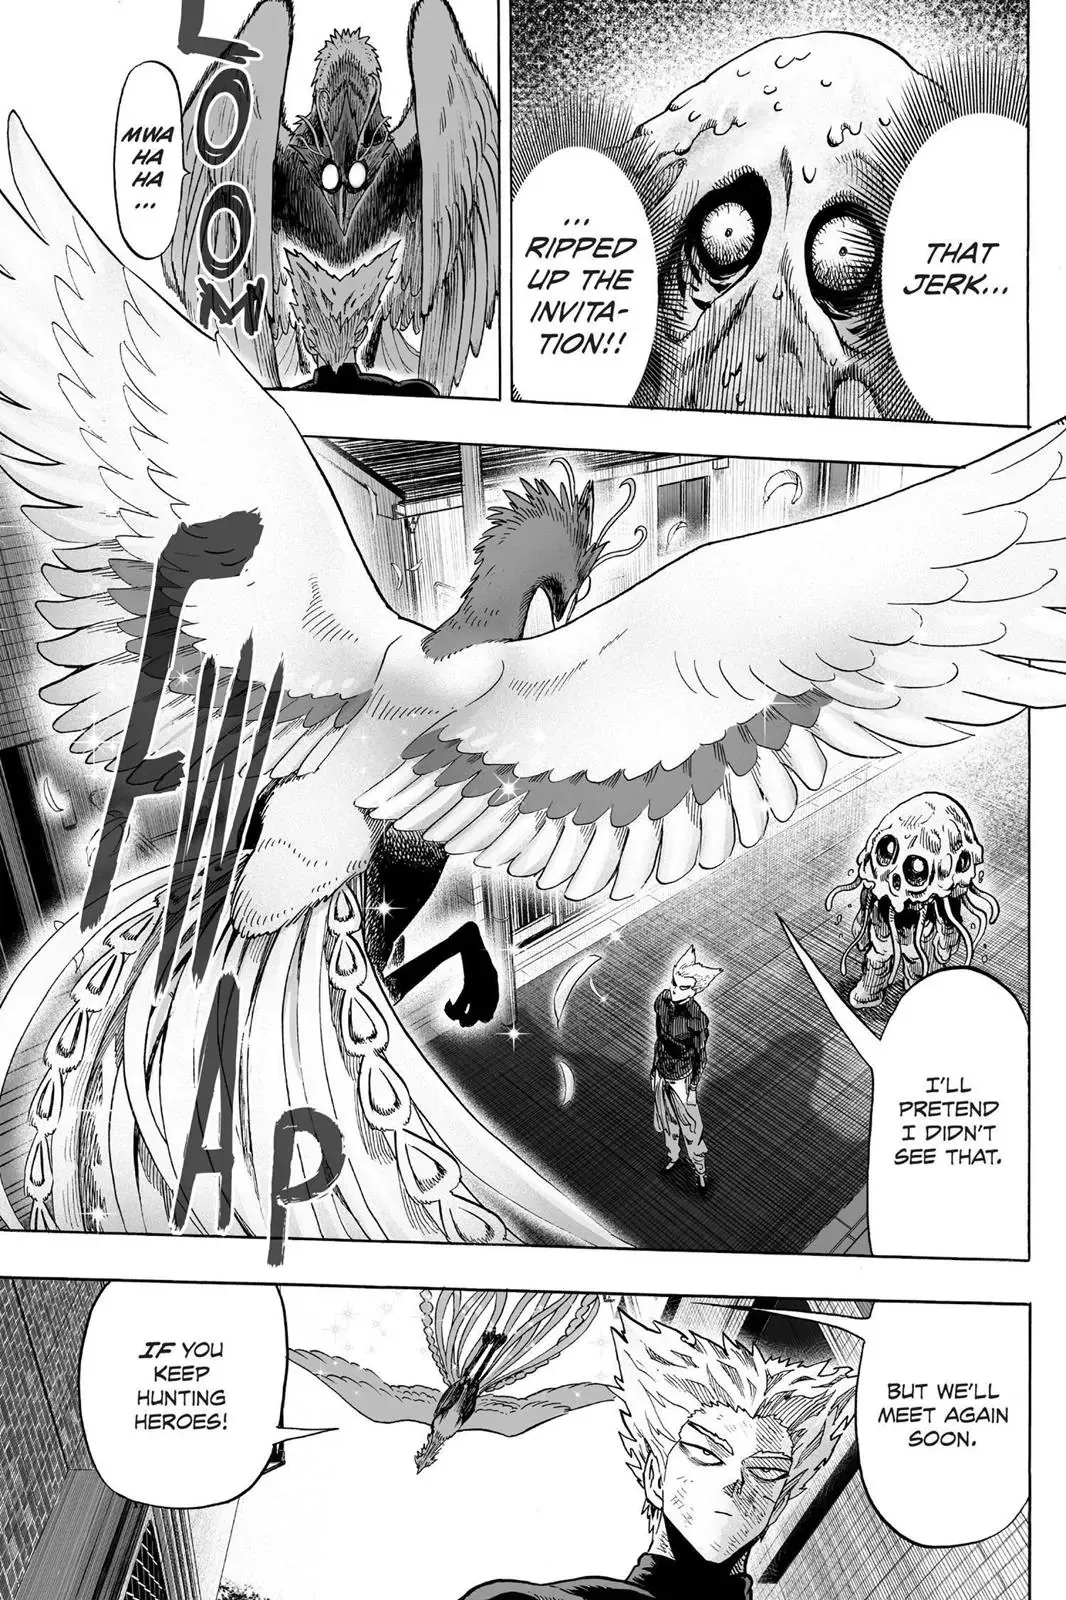 THAT
JERK...
...
RIPPED
UP THE
INVITA-
TION!!
LOOM
MWA
HA
HA
...
FWAP
I'LL
PRETEND
I DIDN'T
SEE THAT.
BUT WE'LL
MEET AGAIN
SOON.
IF YOU
KEEP
HUNTING
HEROES!